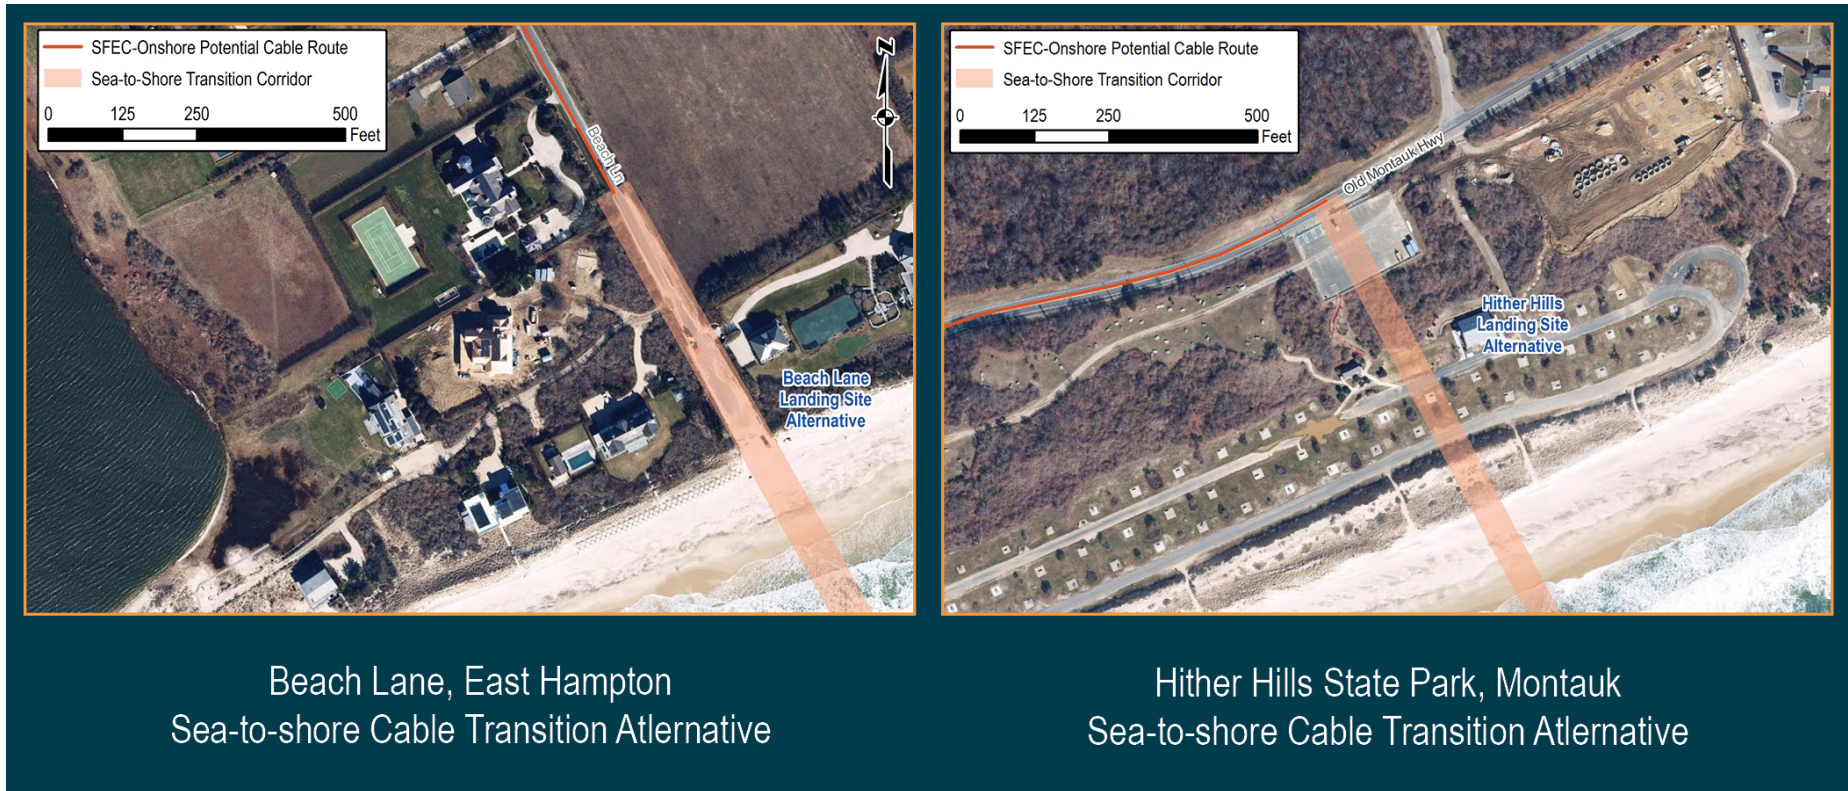 SFEC-Onshore Potential Cable Route
Sea-to-Shore Transition Corridor
0 125 250 500
Feet
N
Beach Ln
Beach Lane
Landing Site
Alternative
SFEC-Onshore Potential Cable Route
Sea-to-Shore Transition Corridor
0 125 250 500
Feet
Old Montauk Hwy
Hither Hills
Landing Site
Alternative
Beach Lane, East Hampton
Sea-to-shore Cable Transition Atlernative
Hither Hills State Park, Montauk
Sea-to-shore Cable Transition Atlernative